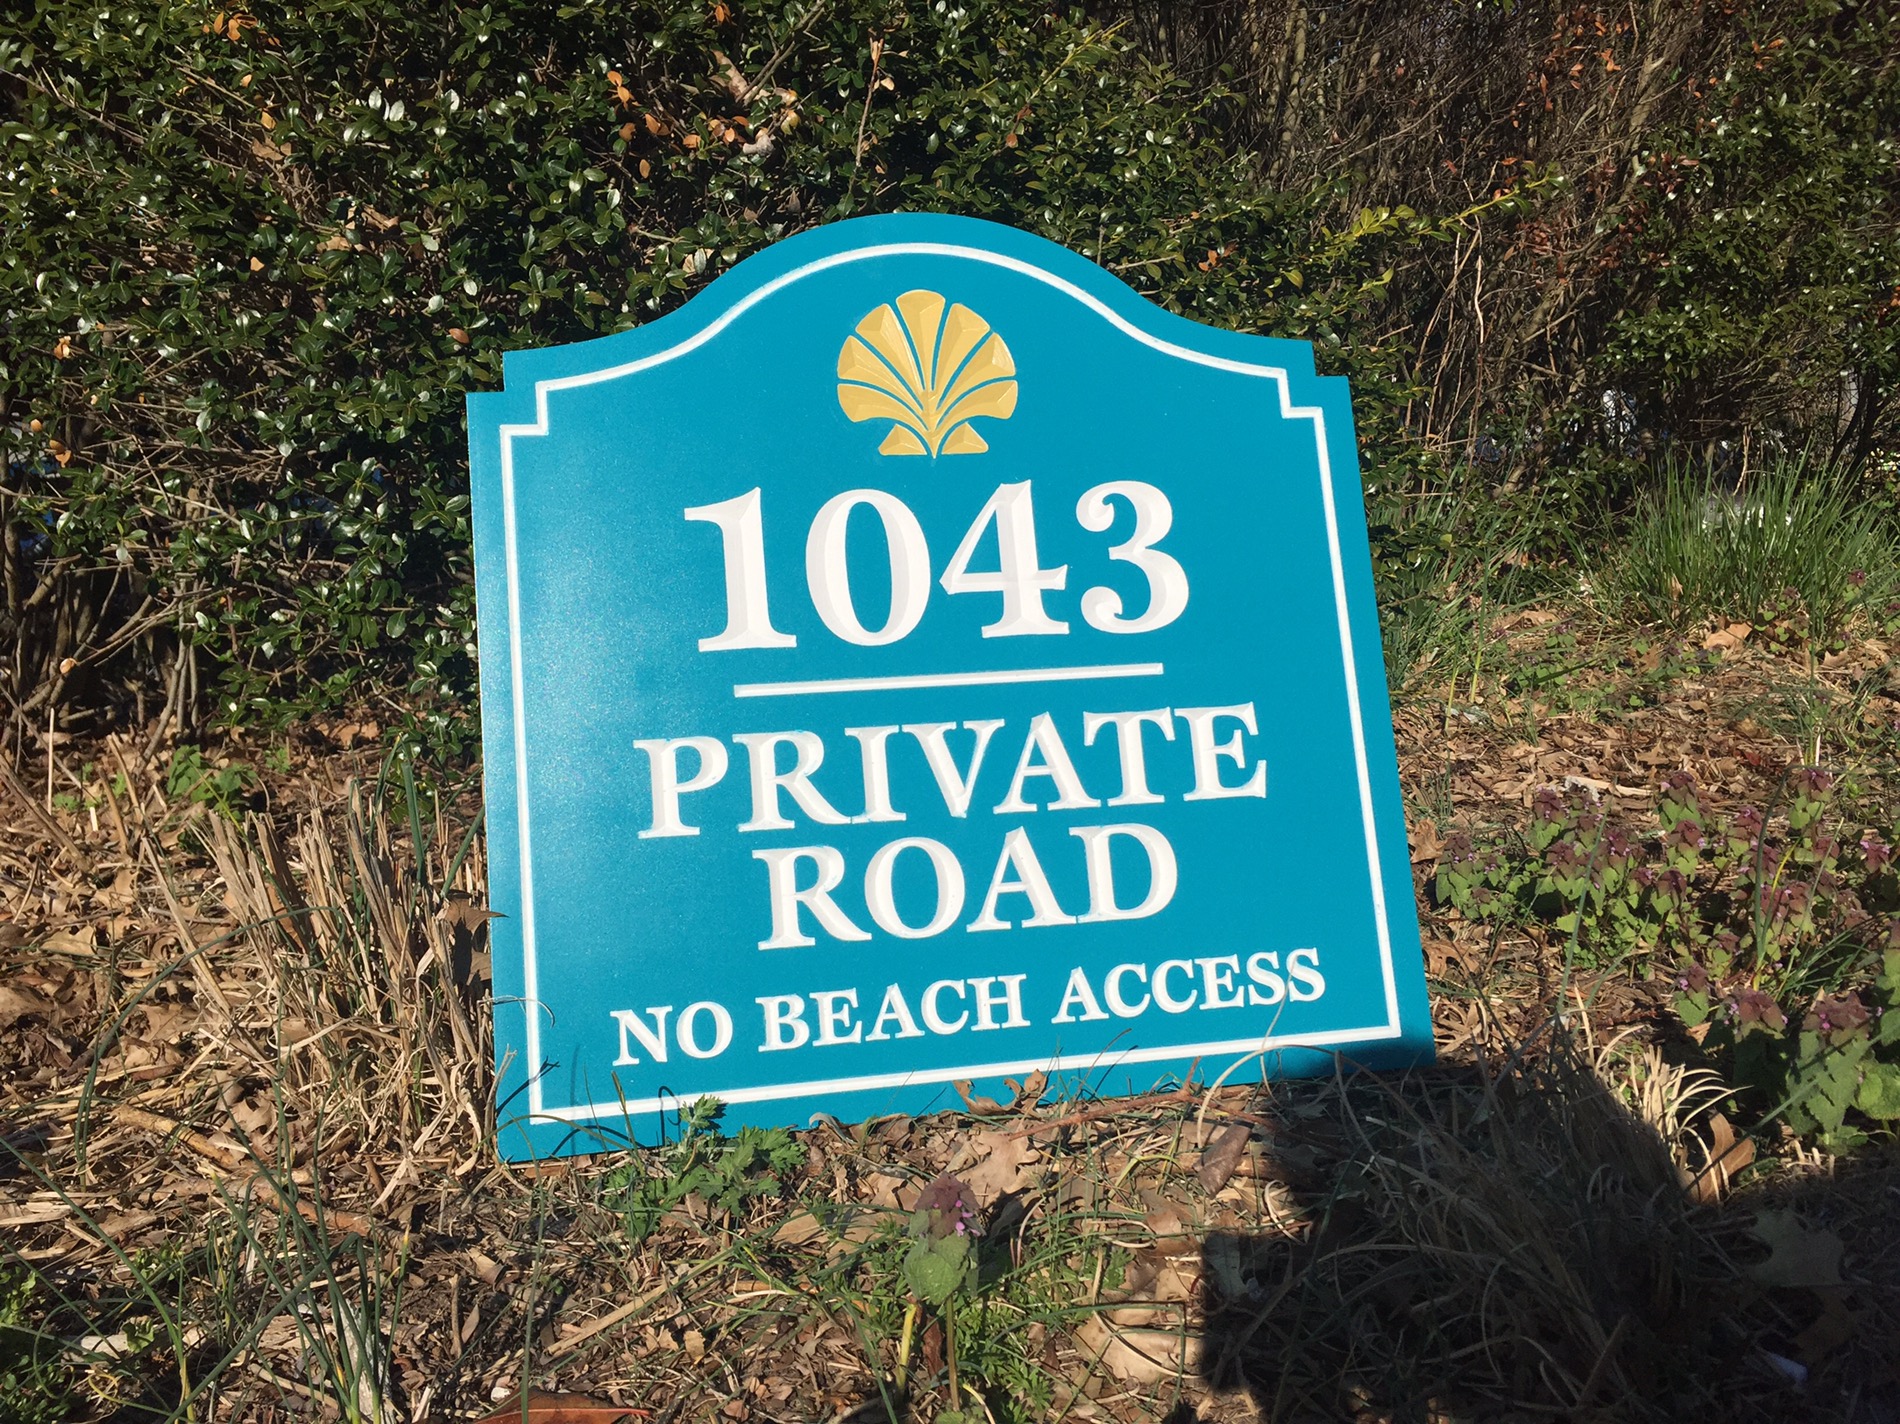 1043
PRIVATE
ROAD
NO BEACH ACCESS